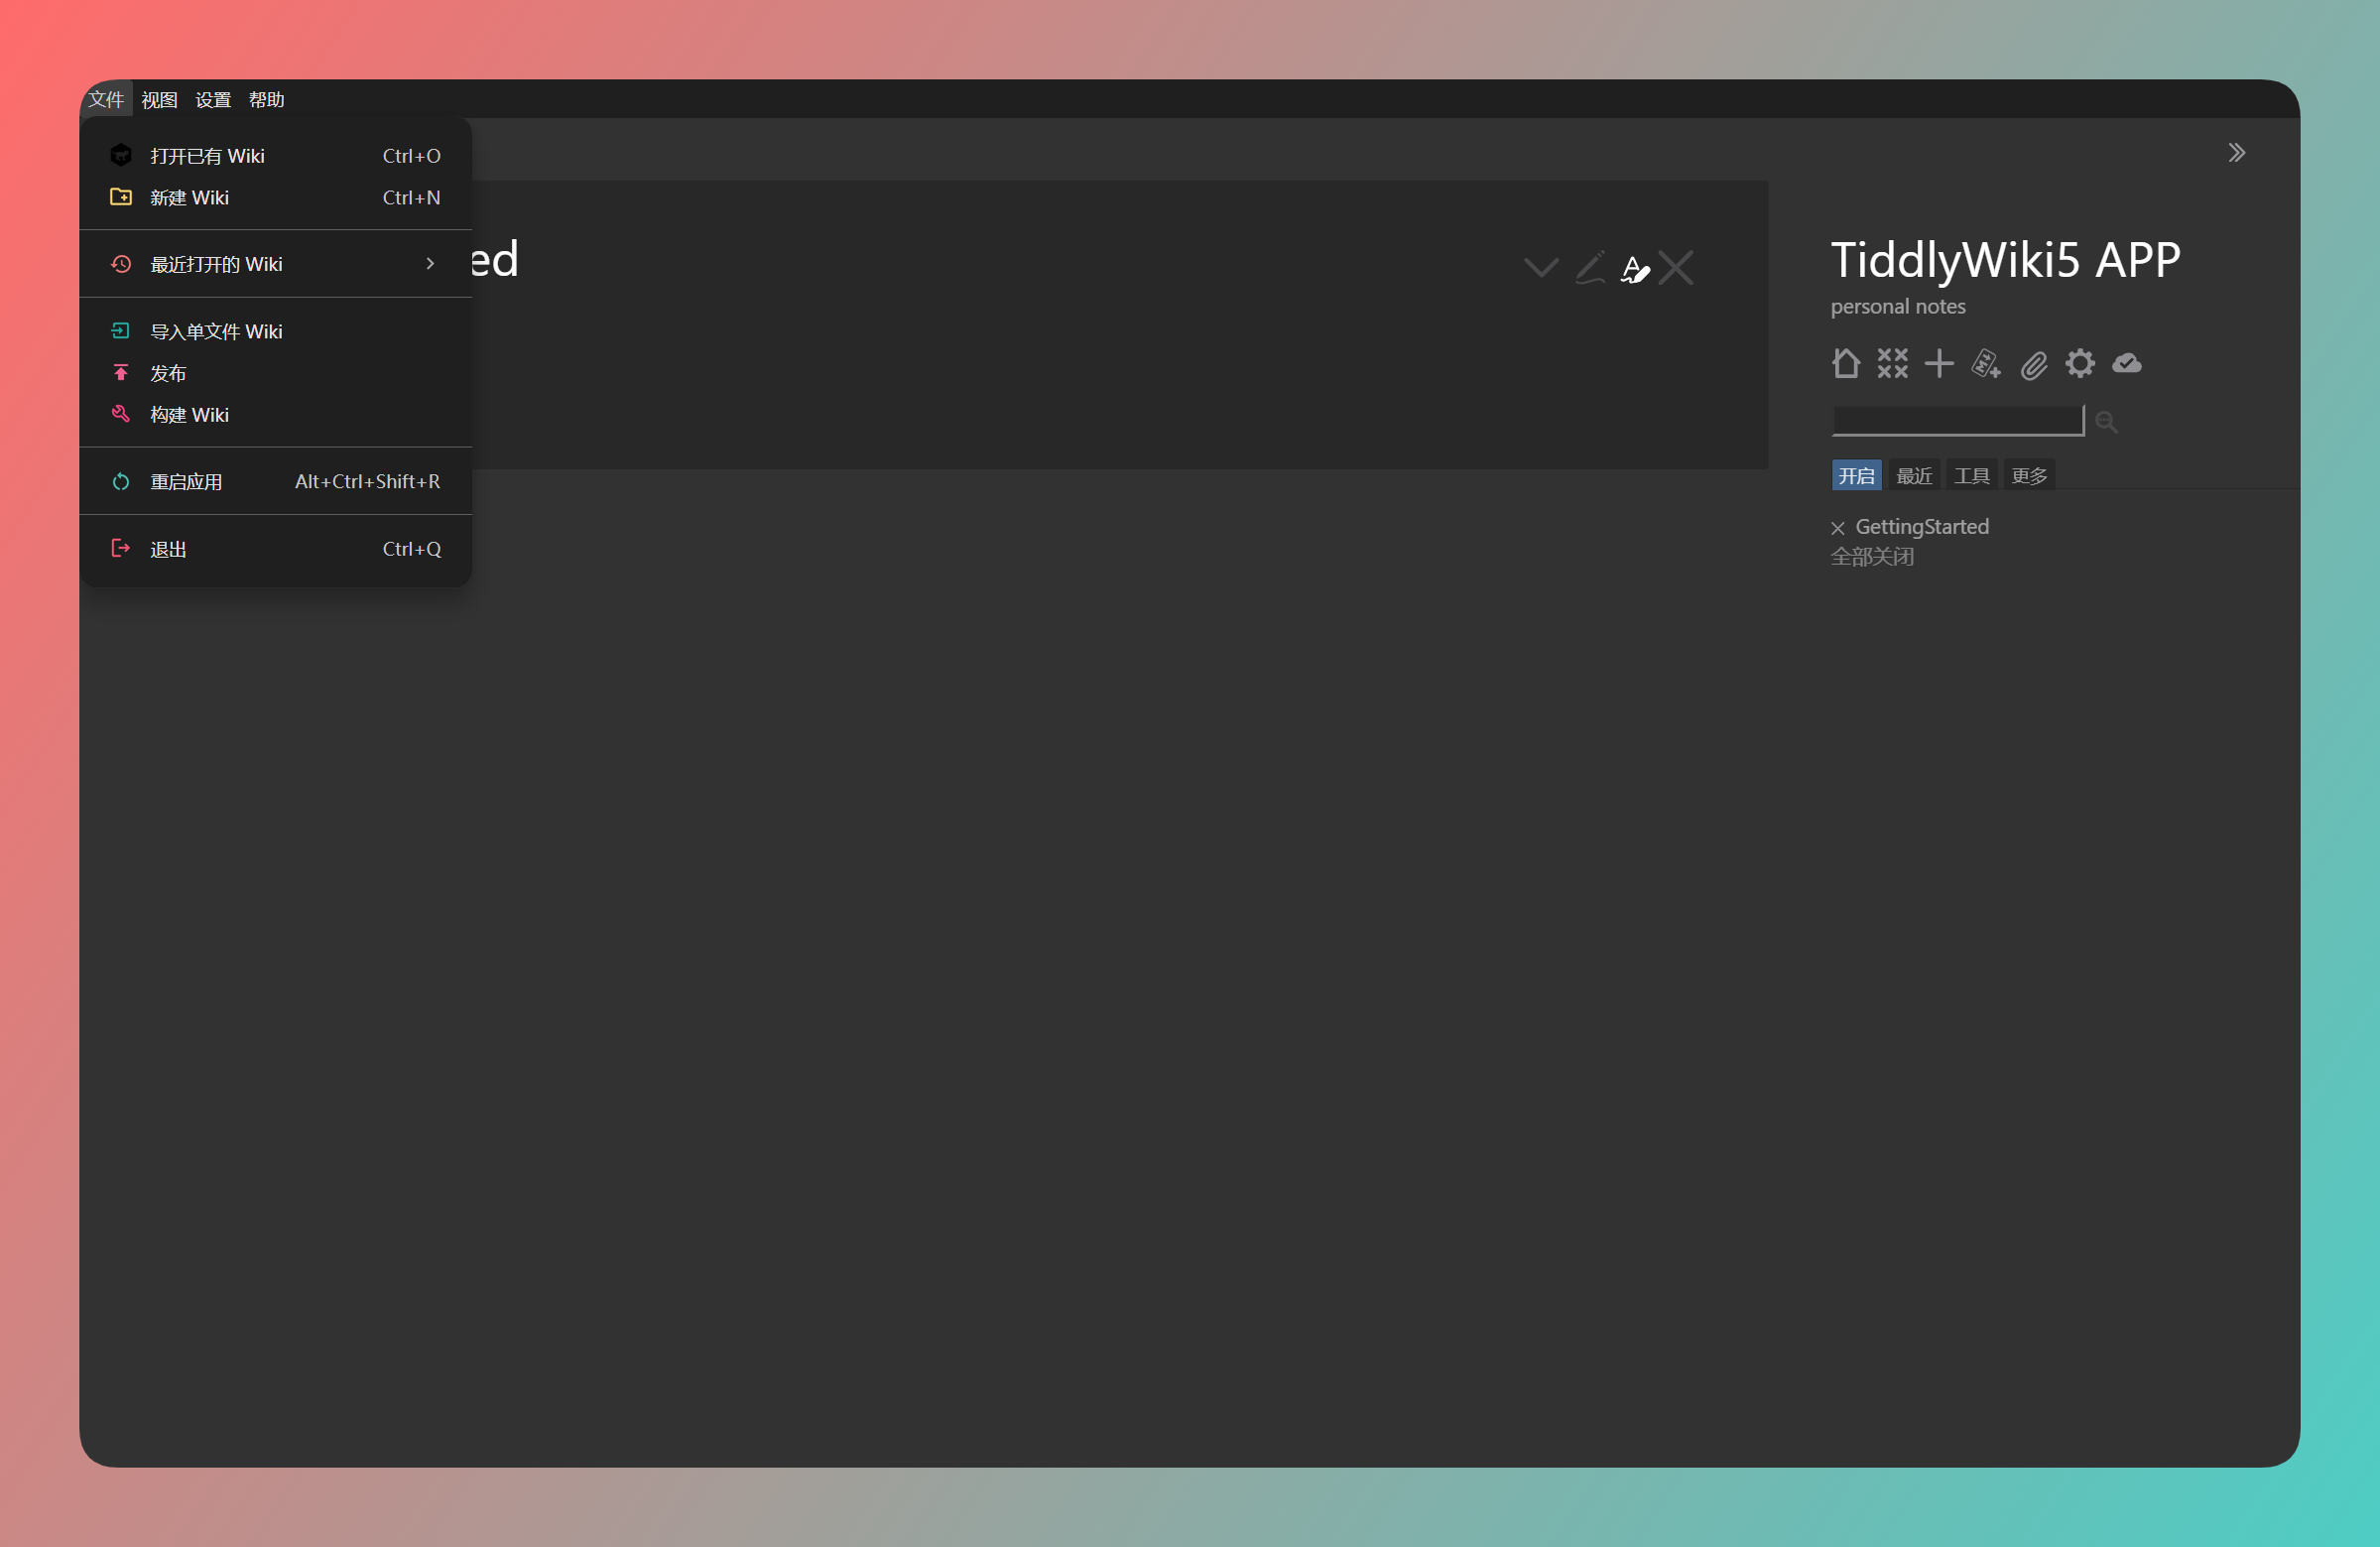 文件 视图 设置 帮助
打开已有 Wiki Ctrl+O
新建 Wiki Ctrl+N
最近打开的 Wiki
导入单文件 Wiki
发布
构建 Wiki
重启应用 Alt+Ctrl+Shift+R
退出 Ctrl+Q
ed
TiddlyWiki5 APP
personal notes
开启 最近 工具 更多
GettingStarted
全部关闭